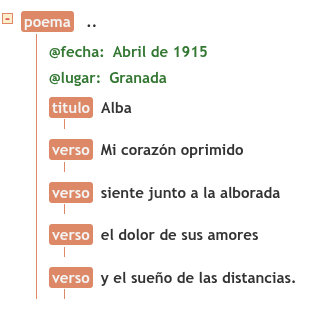 poema ..
@fecha: Abril de 1915
@lugar: Granada
titulo Alba
verso Mi corazón oprimido
verso siente junto a la alborada
verso el dolor de sus amores
verso y el sueño de las distancias.